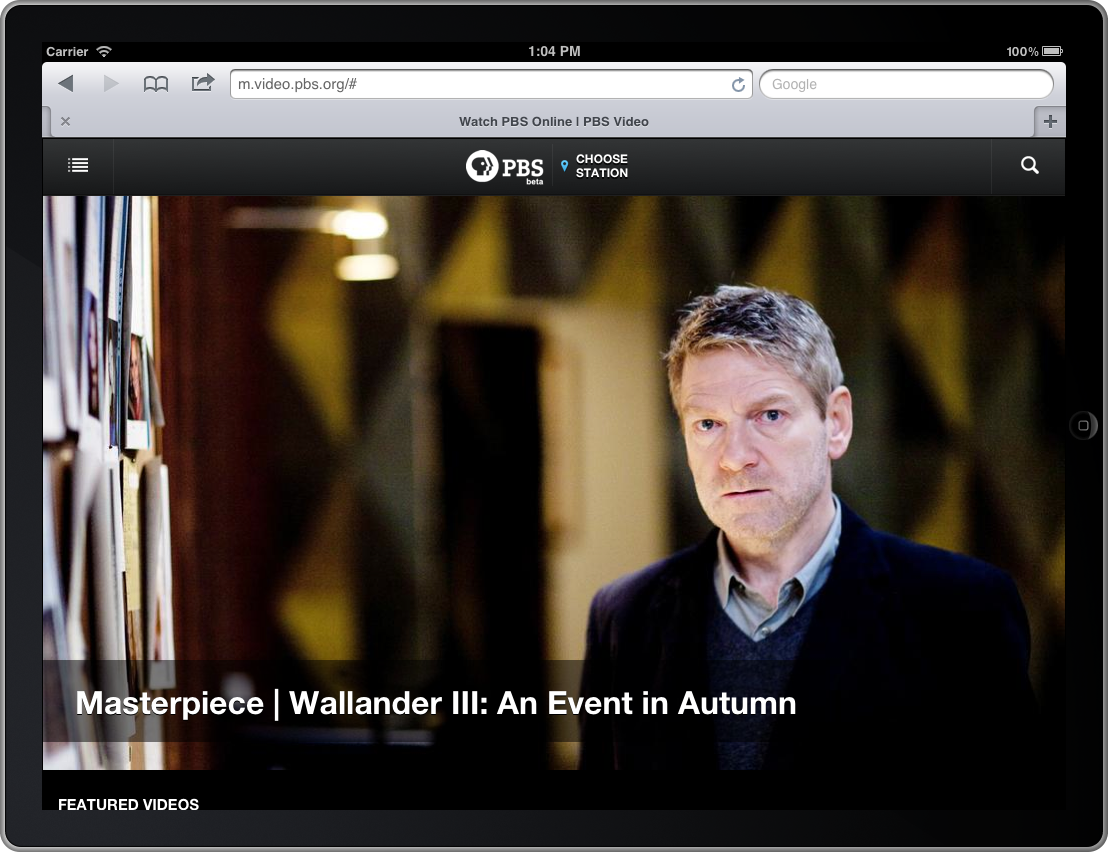 Carrier 1:04 PM 100%
m.video.pbs.org/# Google
Watch PBS Online | PBS Video
PBS beta CHOOSE
STATION
Masterpiece | Wallander III: An Event in Autumn
FEATURED VIDEOS